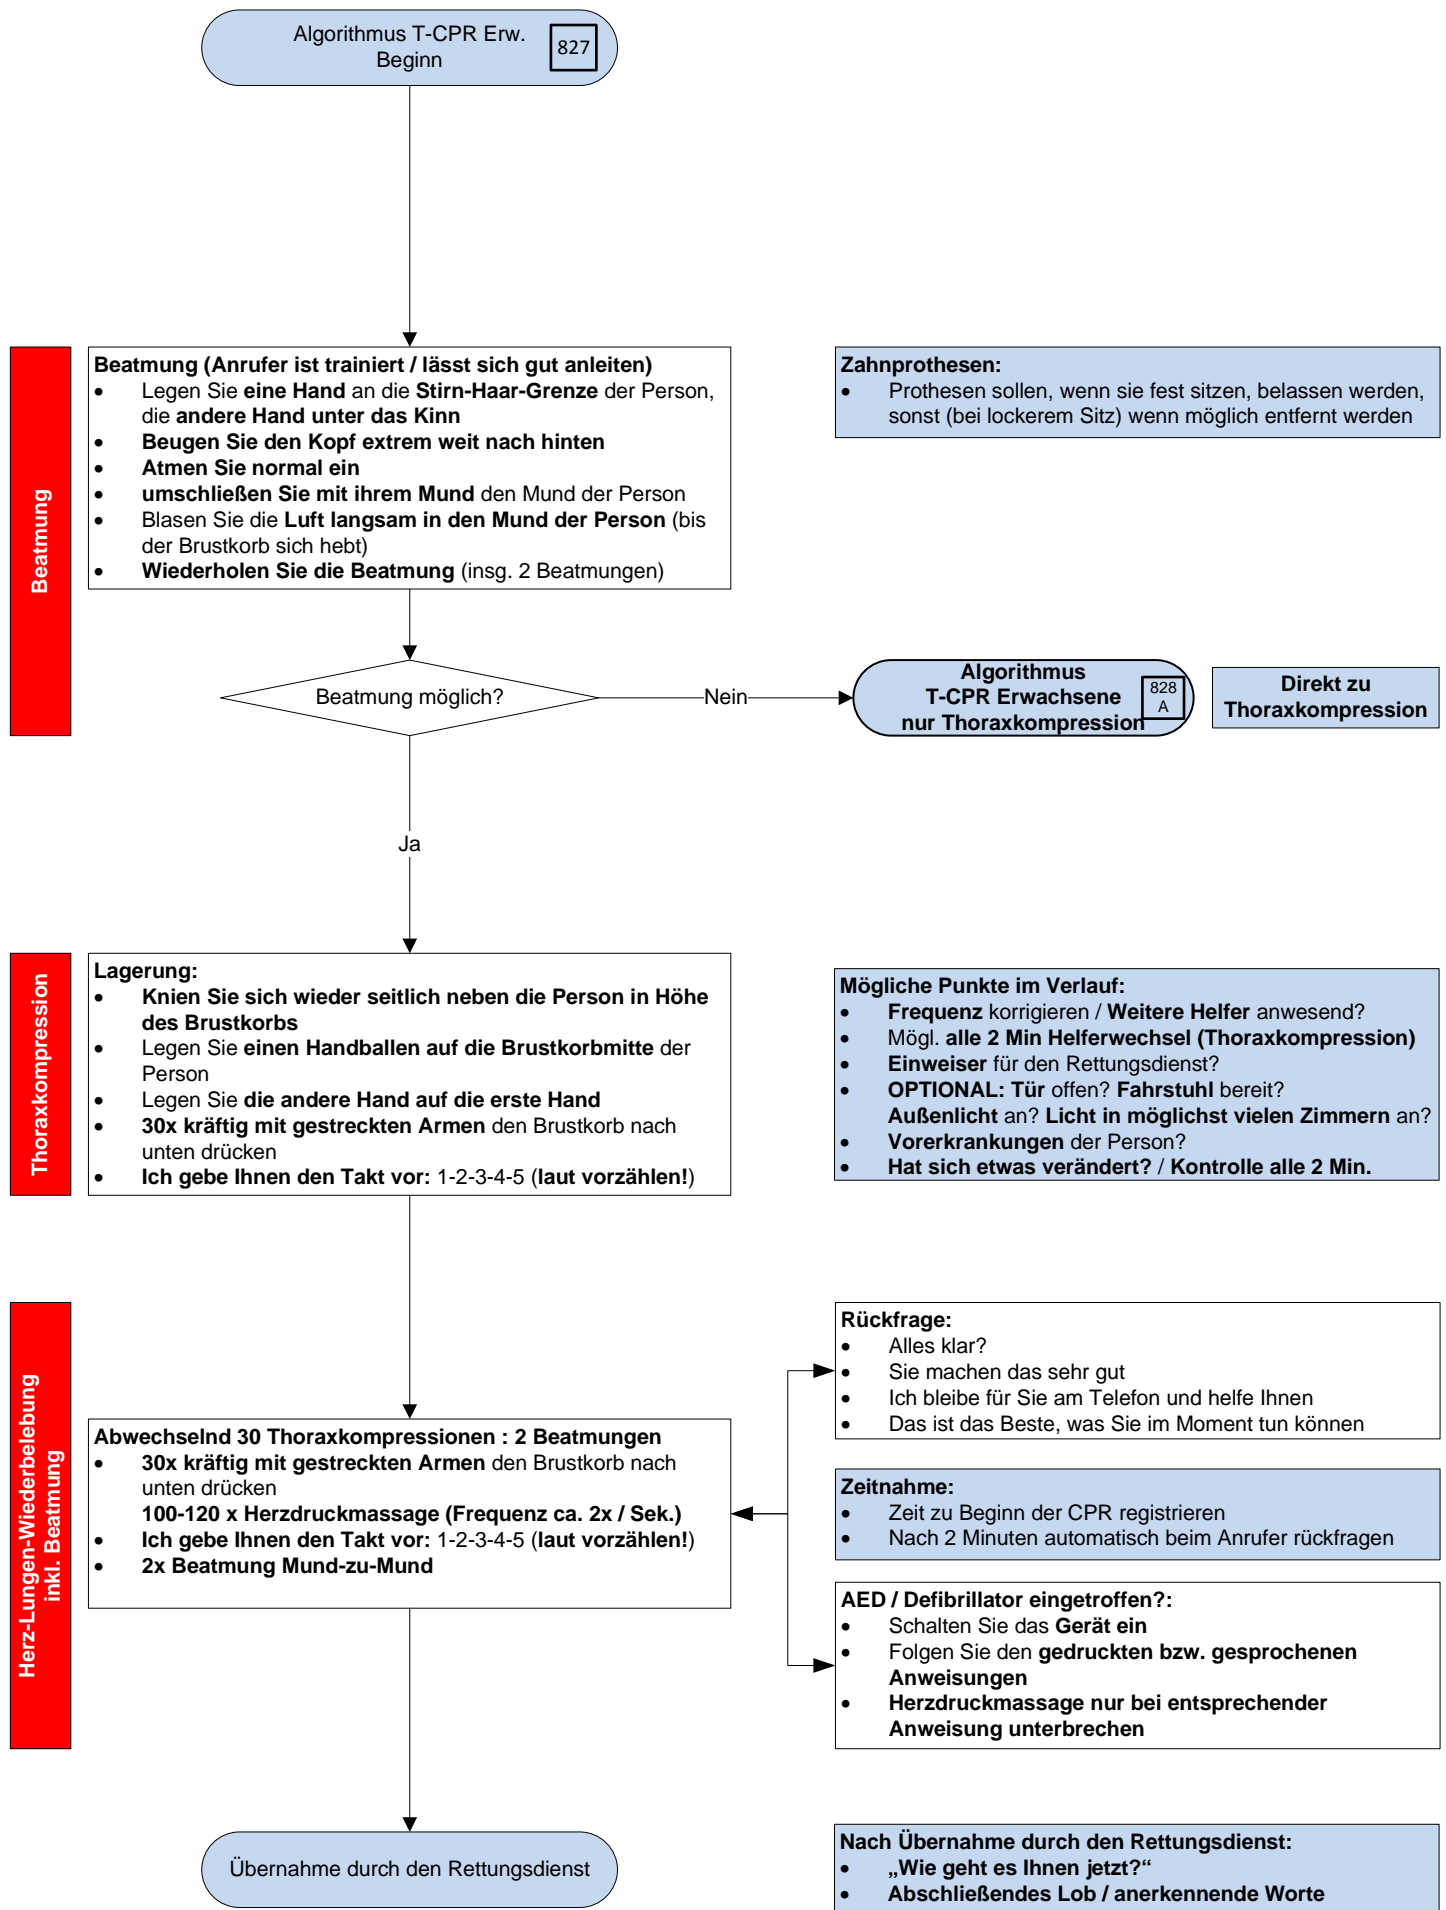 Algorithmus T-CPR Erw.
Beginn
827
Beatmung
Beatmung (Anrufer ist trainiert / lässt sich gut anleiten)
• Legen Sie eine Hand an die Stirn-Haar-Grenze der Person,
die andere Hand unter das Kinn
• Beugen Sie den Kopf extrem weit nach hinten
• Atmen Sie normal ein
• umschließen Sie mit ihrem Mund den Mund der Person
• Blasen Sie die Luft langsam in den Mund der Person (bis
der Brustkorb sich hebt)
• Wiederholen Sie die Beatmung (insg. 2 Beatmungen)
Zahnprothesen:
• Prothesen sollen, wenn sie fest sitzen, belassen werden,
sonst (bei lockerem Sitz) wenn möglich entfernt werden
Beatmung möglich?
Nein
Algorithmus
T-CPR Erwachsene
nur Thoraxkompression
828
A
Direkt zu
Thoraxkompression
Ja
Thoraxkompression
Lagerung:
• Knien Sie sich wieder seitlich neben die Person in Höhe
des Brustkorbs
• Legen Sie einen Handballen auf die Brustkorbmitte der
Person
• Legen Sie die andere Hand auf die erste Hand
• 30x kräftig mit gestreckten Armen den Brustkorb nach
unten drücken
• Ich gebe Ihnen den Takt vor: 1-2-3-4-5 (laut vorzählen!)
Mögliche Punkte im Verlauf:
• Frequenz korrigieren / Weitere Helfer anwesend?
• Mögl. alle 2 Min Helferwechsel (Thoraxkompression)
• Einweiser für den Rettungsdienst?
• OPTIONAL: Tür offen? Fahrstuhl bereit?
Außenlicht an? Licht in möglichst vielen Zimmern an?
• Vorerkrankungen der Person?
• Hat sich etwas verändert? / Kontrolle alle 2 Min.
Herz-Lungen-Wiederbelebung
inkl. Beatmung
Abwechselnd 30 Thoraxkompressionen : 2 Beatmungen
• 30x kräftig mit gestreckten Armen den Brustkorb nach
unten drücken
100-120 x Herzdruckmassage (Frequenz ca. 2x / Sek.)
• Ich gebe Ihnen den Takt vor: 1-2-3-4-5 (laut vorzählen!)
• 2x Beatmung Mund-zu-Mund
Rückfrage:
• Alles klar?
• Sie machen das sehr gut
• Ich bleibe für Sie am Telefon und helfe Ihnen
• Das ist das Beste, was Sie im Moment tun können
Zeitnahme:
• Zeit zu Beginn der CPR registrieren
• Nach 2 Minuten automatisch beim Anrufer rückfragen
AED / Defibrillator eingetroffen?:
• Schalten Sie das Gerät ein
• Folgen Sie den gedruckten bzw. gesprochenen
Anweisungen
• Herzdruckmassage nur bei entsprechender
Anweisung unterbrechen
Übernahme durch den Rettungsdienst
Nach Übernahme durch den Rettungsdienst:
• „Wie geht es Ihnen jetzt?“
• Abschließendes Lob / anerkennende Worte